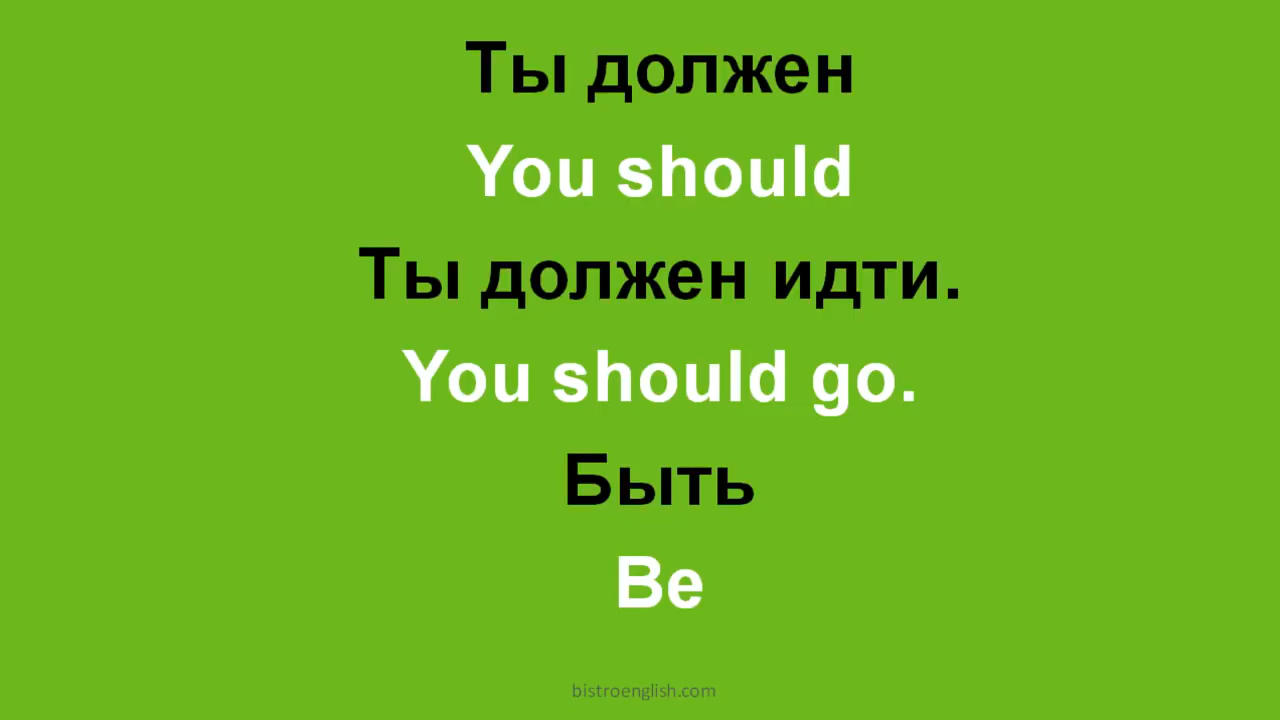 Ты должен
You should
Ты должен идти.
You should go.
Быть
Be
bistroenglish.com